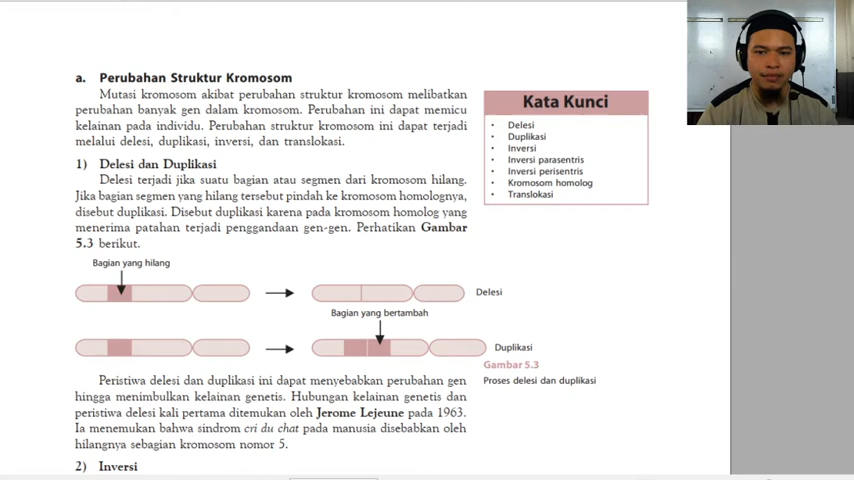 a. Perubahan Struktur Kromosom
Mutasi kromosom akibat perubahan struktur kromosom melibatkan
perubahan banyak gen dalam kromosom. Perubahan ini dapat memicu
kelainan pada individu. Perubahan struktur kromosom ini dapat terjadi
melalui delesi, duplikasi, inversi, dan translokasi.
1) Delesi dan Duplikasi
Delesi terjadi jika suatu bagian atau segmen dari kromosom hilang.
Jika bagian segmen yang hilang tersebut pindah ke kromosom homolognya,
disebut duplikasi. Disebut duplikasi karena pada kromosom homolog yang
menerima patahan terjadi penggandaan gen-gen. Perhatikan Gambar
5.3 berikut.
Kata Kunci
• Delesi
• Duplikasi
• Inversi
• Inversi parasentris
• Inversi perisentris
• Kromosom homolog
• Translokasi
Bagian yang hilang
Delesi
Bagian yang bertambah
Duplikasi
Gambar 5.3
Proses delesi dan duplikasi
Peristiwa delesi dan duplikasi ini dapat menyebabkan perubahan gen
hingga menimbulkan kelainan genetis. Hubungan kelainan genetis dan
peristiwa delesi kali pertama ditemukan oleh Jerome Lejeune pada 1963.
Ia menemukan bahwa sindrom cri du chat pada manusia disebabkan oleh
hilangnya sebagian kromosom nomor 5.
2) Inversi